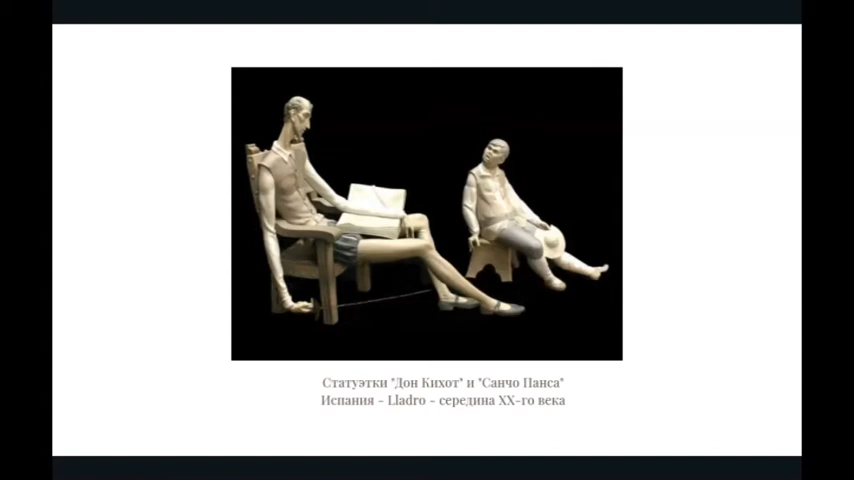 Статуэтки "Дон Кихот" и "Санчо Панса"
Испания - Lladro - середина XX-го века